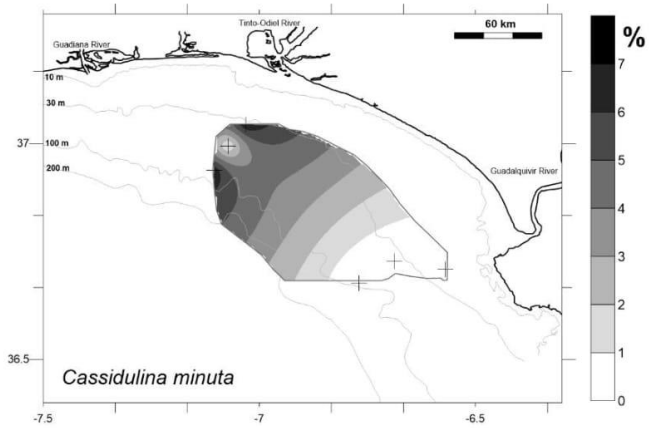 Tinto-Odiel River
60 km
%
Guadiana River
10 m
7
6
30 m
5
37
100 m
Guadalquivir River
200 m
4
3
2
1
36.5
Cassidulina minuta
0
-7.5
-7
-6.5